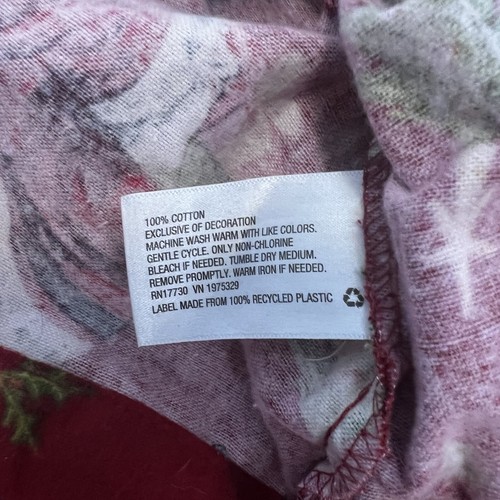 100% COTTON
EXCLUSIVE OF DECORATION
MACHINE WASH WARM WITH LIKE COLORS.
GENTLE CYCLE. ONLY NON-CHLORINE
BLEACH IF NEEDED. TUMBLE DRY MEDIUM.
REMOVE PROMPTLY. WARM IRON IF NEEDED.
RN17730 VN 1975329
LABEL MADE FROM 100% RECYCLED PLASTIC